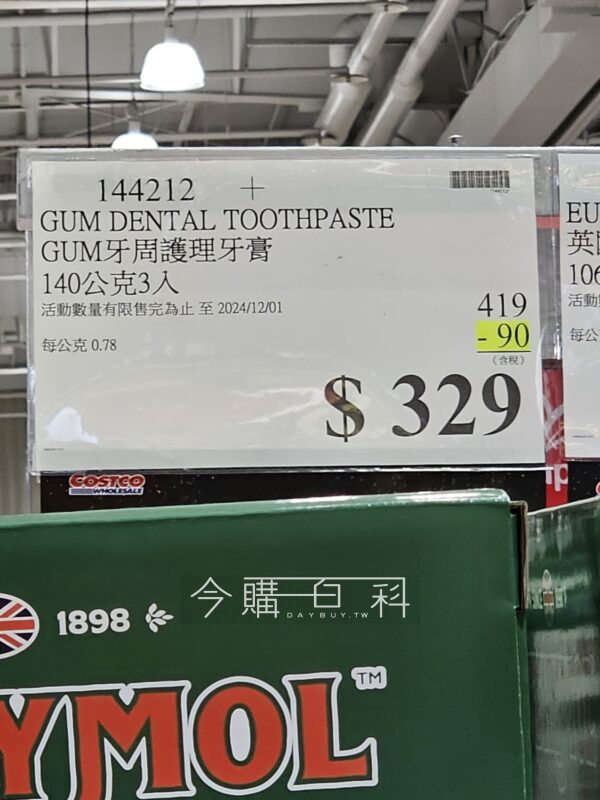 144212 +
GUM DENTAL TOOTHPASTE
GUM牙周護理牙膏
140公克3入
活動數量有限售完為止 至 2024/12/01
419
- 90
每公克 0.78
(含稅)
$ 329
EU
英
106
活動
每公
COSTCO
WHOLESALE
今購百科
DAYBUY.TW
1898
YMOL™